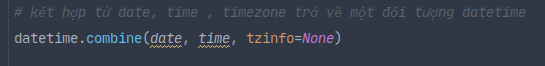 # kết hợp từ date, time , timezone trả về một đối tượng datetime
datetime.combine(date, time, tzinfo=None)